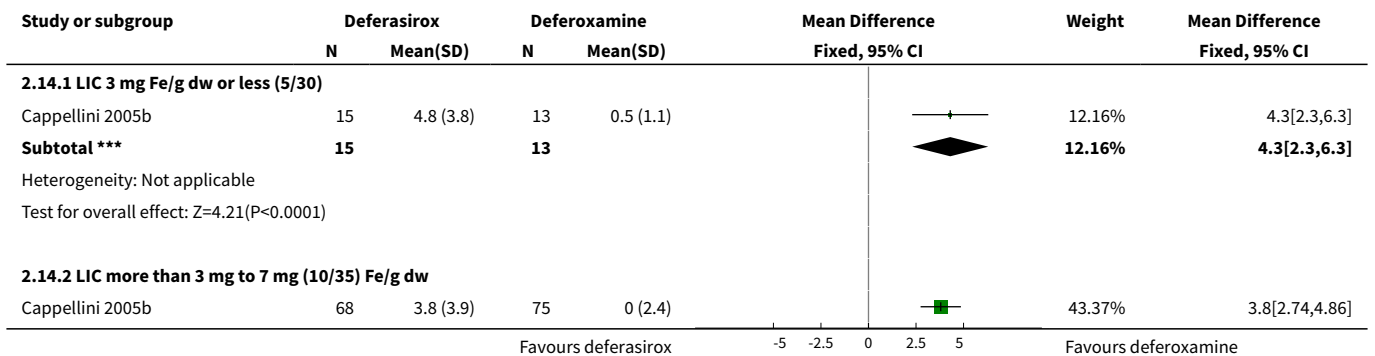 Study or subgroup Deferasirox Deferoxamine Mean Difference Weight Mean Difference
N Mean(SD) N Mean(SD) Fixed, 95% CI Fixed, 95% CI
2.14.1 LIC 3 mg Fe/g dw or less (5/30)
Cappellini 2005b 15 4.8 (3.8) 13 0.5 (1.1) 12.16% 4.3[2.3,6.3]
Subtotal *** 15 13 12.16% 4.3[2.3,6.3]
Heterogeneity: Not applicable
Test for overall effect: Z=4.21(P<0.0001)
2.14.2 LIC more than 3 mg to 7 mg (10/35) Fe/g dw
Cappellini 2005b 68 3.8 (3.9) 75 0 (2.4) 43.37% 3.8[2.74,4.86]
Favours deferasirox -5 -2.5 0 2.5 5 Favours deferoxamine